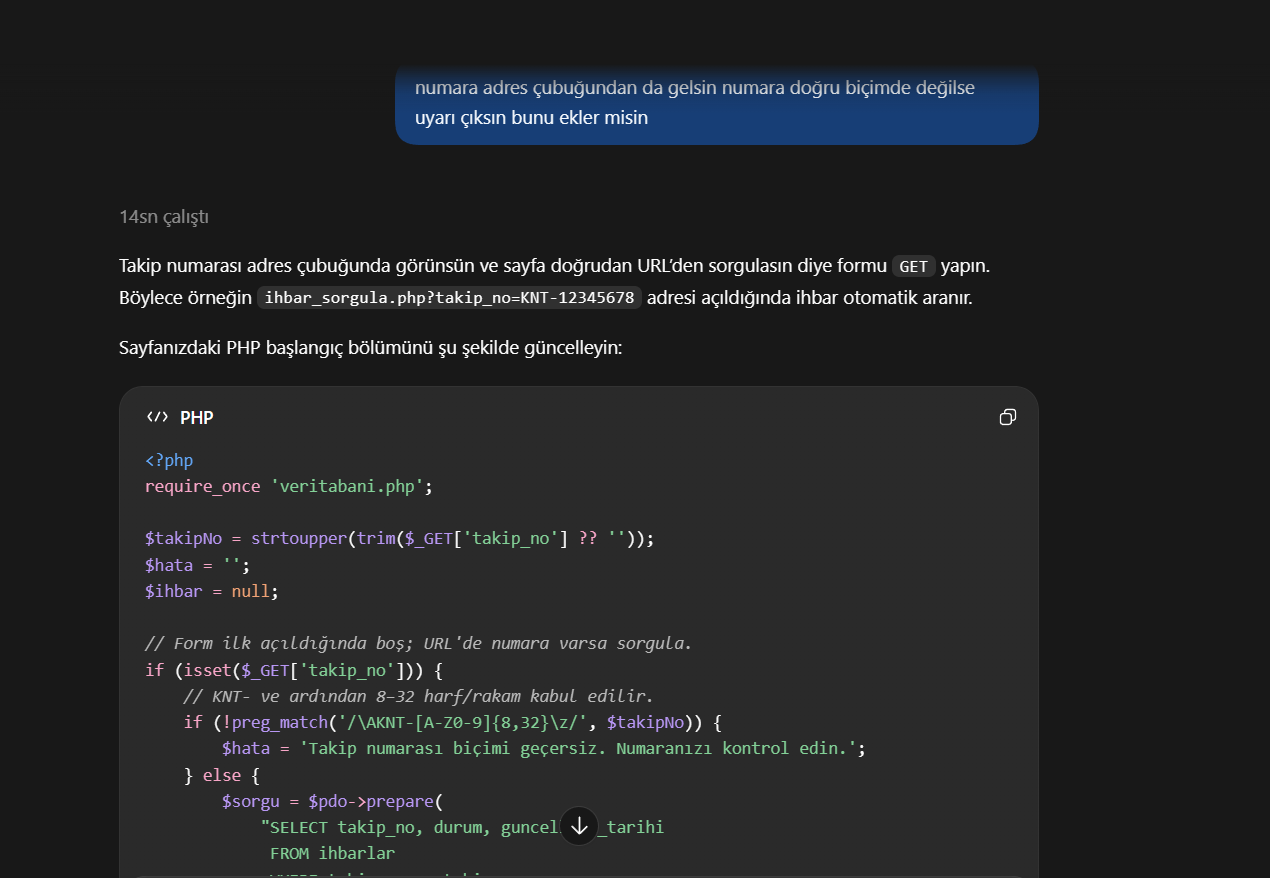 numara adres çubuğundan da gelsin numara doğru biçimde değilse
uyarı çıksın bunu ekler misin
14sn çalıştı
Takip numarası adres çubuğunda görünsün ve sayfa doğrudan URL’den sorgulasın diye formu GET yapın.
Böylece örneğin ihbar_sorgula.php?takip_no=KNT-12345678 adresi açıldığında ihbar otomatik aranır.
Sayfanızdaki PHP başlangıç bölümünü şu şekilde güncelleyin:
</> PHP
<?php
require_once 'veritabani.php';
$takipNo = strtoupper(trim($_GET['takip_no'] ?? ''));
$hata = '';
$ihbar = null;
// Form ilk açıldığında boş; URL'de numara varsa sorgula.
if (isset($_GET['takip_no'])) {
// KNT- ve ardından 8–32 harf/rakam kabul edilir.
if (!preg_match('/\AKNT-[A-Z0-9]{8,32}\z/', $takipNo)) {
$hata = 'Takip numarası biçimi geçersiz. Numaranızı kontrol edin.';
} else {
$sorgu = $pdo->prepare(
"SELECT takip_no, durum, guncel _tarihi
FROM ihbarlar